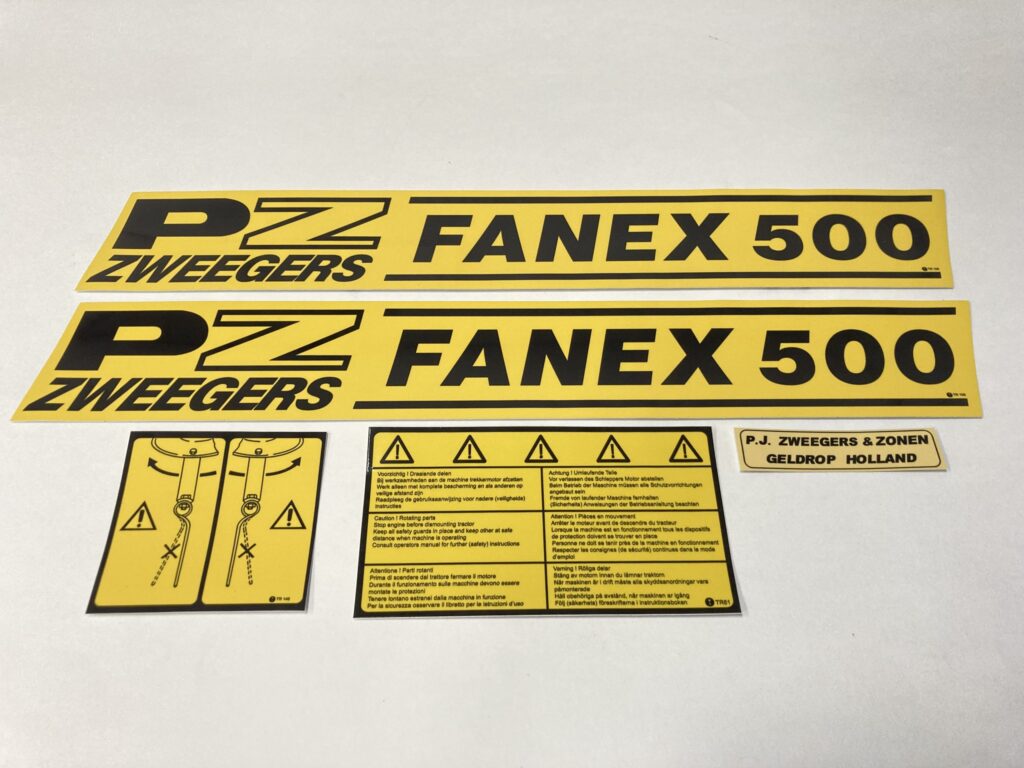 PZ
ZWEEGERS
FANEX 500
TR 148
PZ
ZWEEGERS
FANEX 500
TR 148
TR 149
Voorzichtig ! Draaiende delen
Bij werkzaamheden aan de machine trekkermotor afzetten
Werk alleen met komplete bescherming en als anderen op
veilige afstand zijn
Raadpleeg de gebruiksaanwijzing voor nadere (veiligheids)
instructies
Achtung ! Umlaufende Teile
Vor verlassen des Schleppers Motor abstellen
Beim Betrieb der Maschine müssen alle Schutzvorrichtungen
angebaut sein
Fremde von laufender Maschine fernhalten
(Sicherheits) Anweisungen der Betriebsanleitung beachten
Caution ! Rotating parts
Stop engine before dismounting tractor
Keep all safety guards in place and keep other at safe
distance when machine is operating
Consult operators manual for further (safety) instructions
Attention ! Pièces en mouvement
Arrêter le moteur avant de descendre du tracteur
Lorsque la machine est en fonctionnement tous les dispositifs
de protection doivent se trouver en place
Personne ne doit se tenir près de la machine en fonctionnement
Respecter les consignes (de sécurité) continues dans le mode
d'emploi
Attentione ! Parti rotanti
Prima di scendere dal trattore fermare il motore
Durante il funzionamento sulle macchine devono essere
montate le protezioni
Tenere lontano estranei dalla macchina in funzione
Per la sicurezza osservare il libretto per le istruzioni d'uso
Varning ! Röliga delar
Stäng av motorn innan du lämnar traktorn
När maskinen är i drift måste alla skyddsanordningar vara
påmonterade
Håll obehöriga på avstånd, når maskinen ar igång
Följ (säkerhets) föreskrifterna i instruktionsboken
TR61
P.J. ZWEEGERS & ZONEN
GELDROP HOLLAND